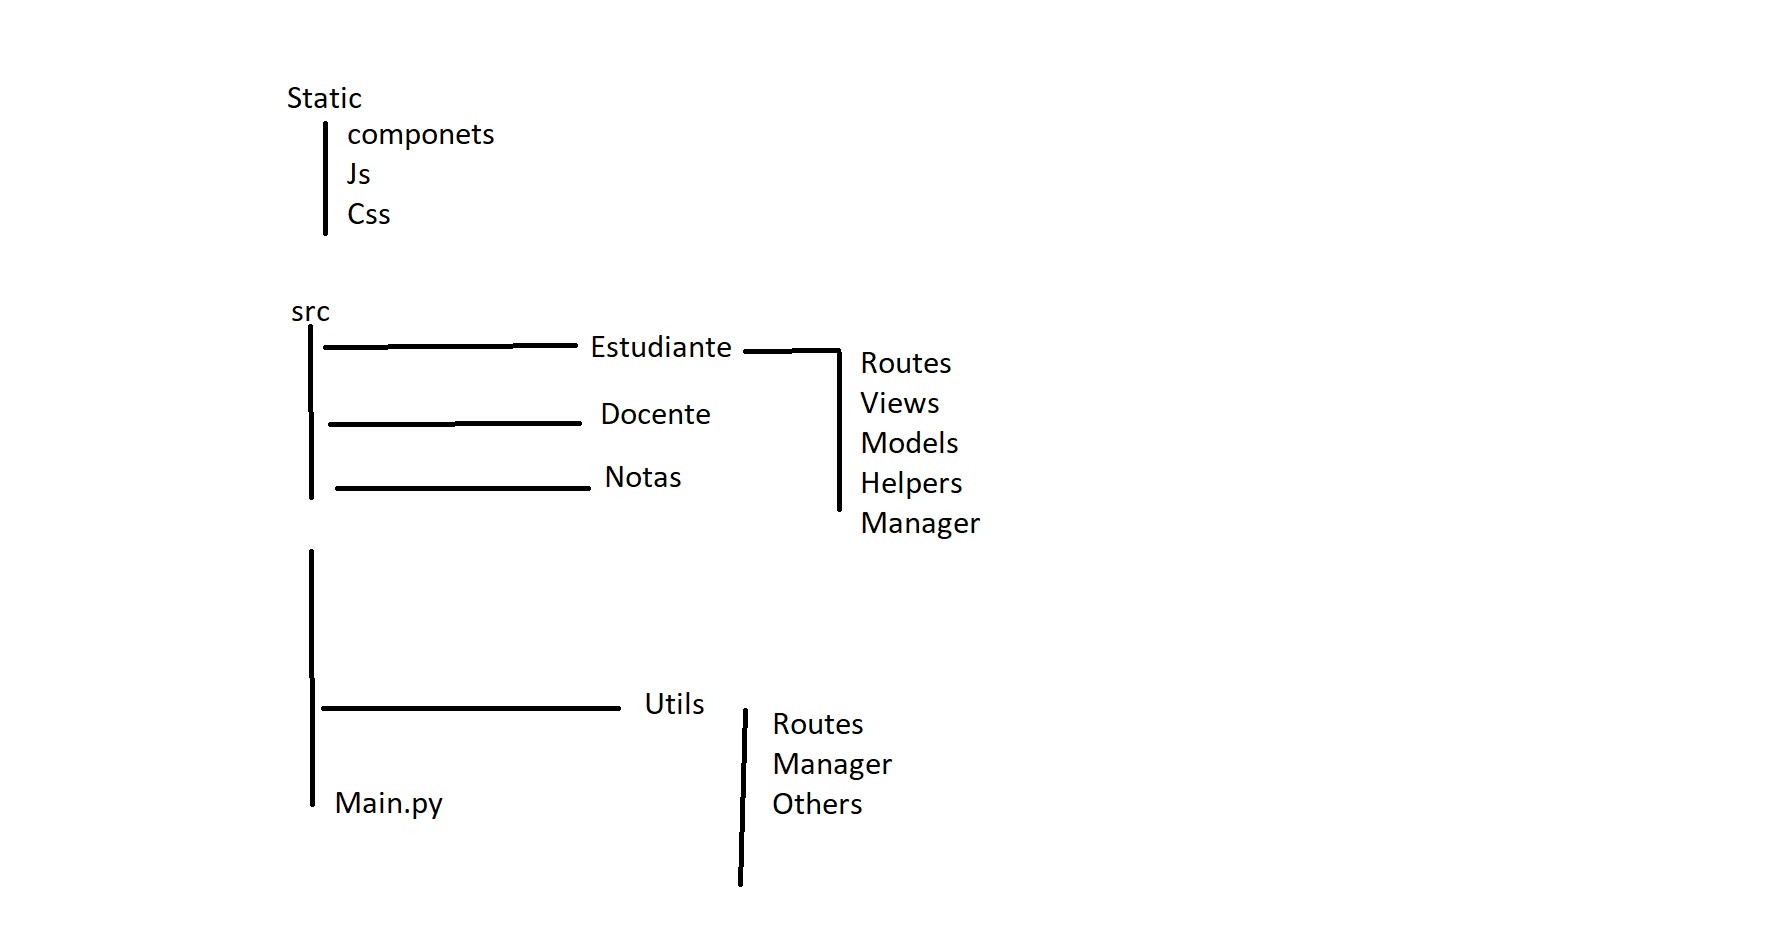 Static
componets
Js
Css
src
Estudiante
Docente
Notas
Routes
Views
Models
Helpers
Manager
Utils
Routes
Manager
Others
Main.py